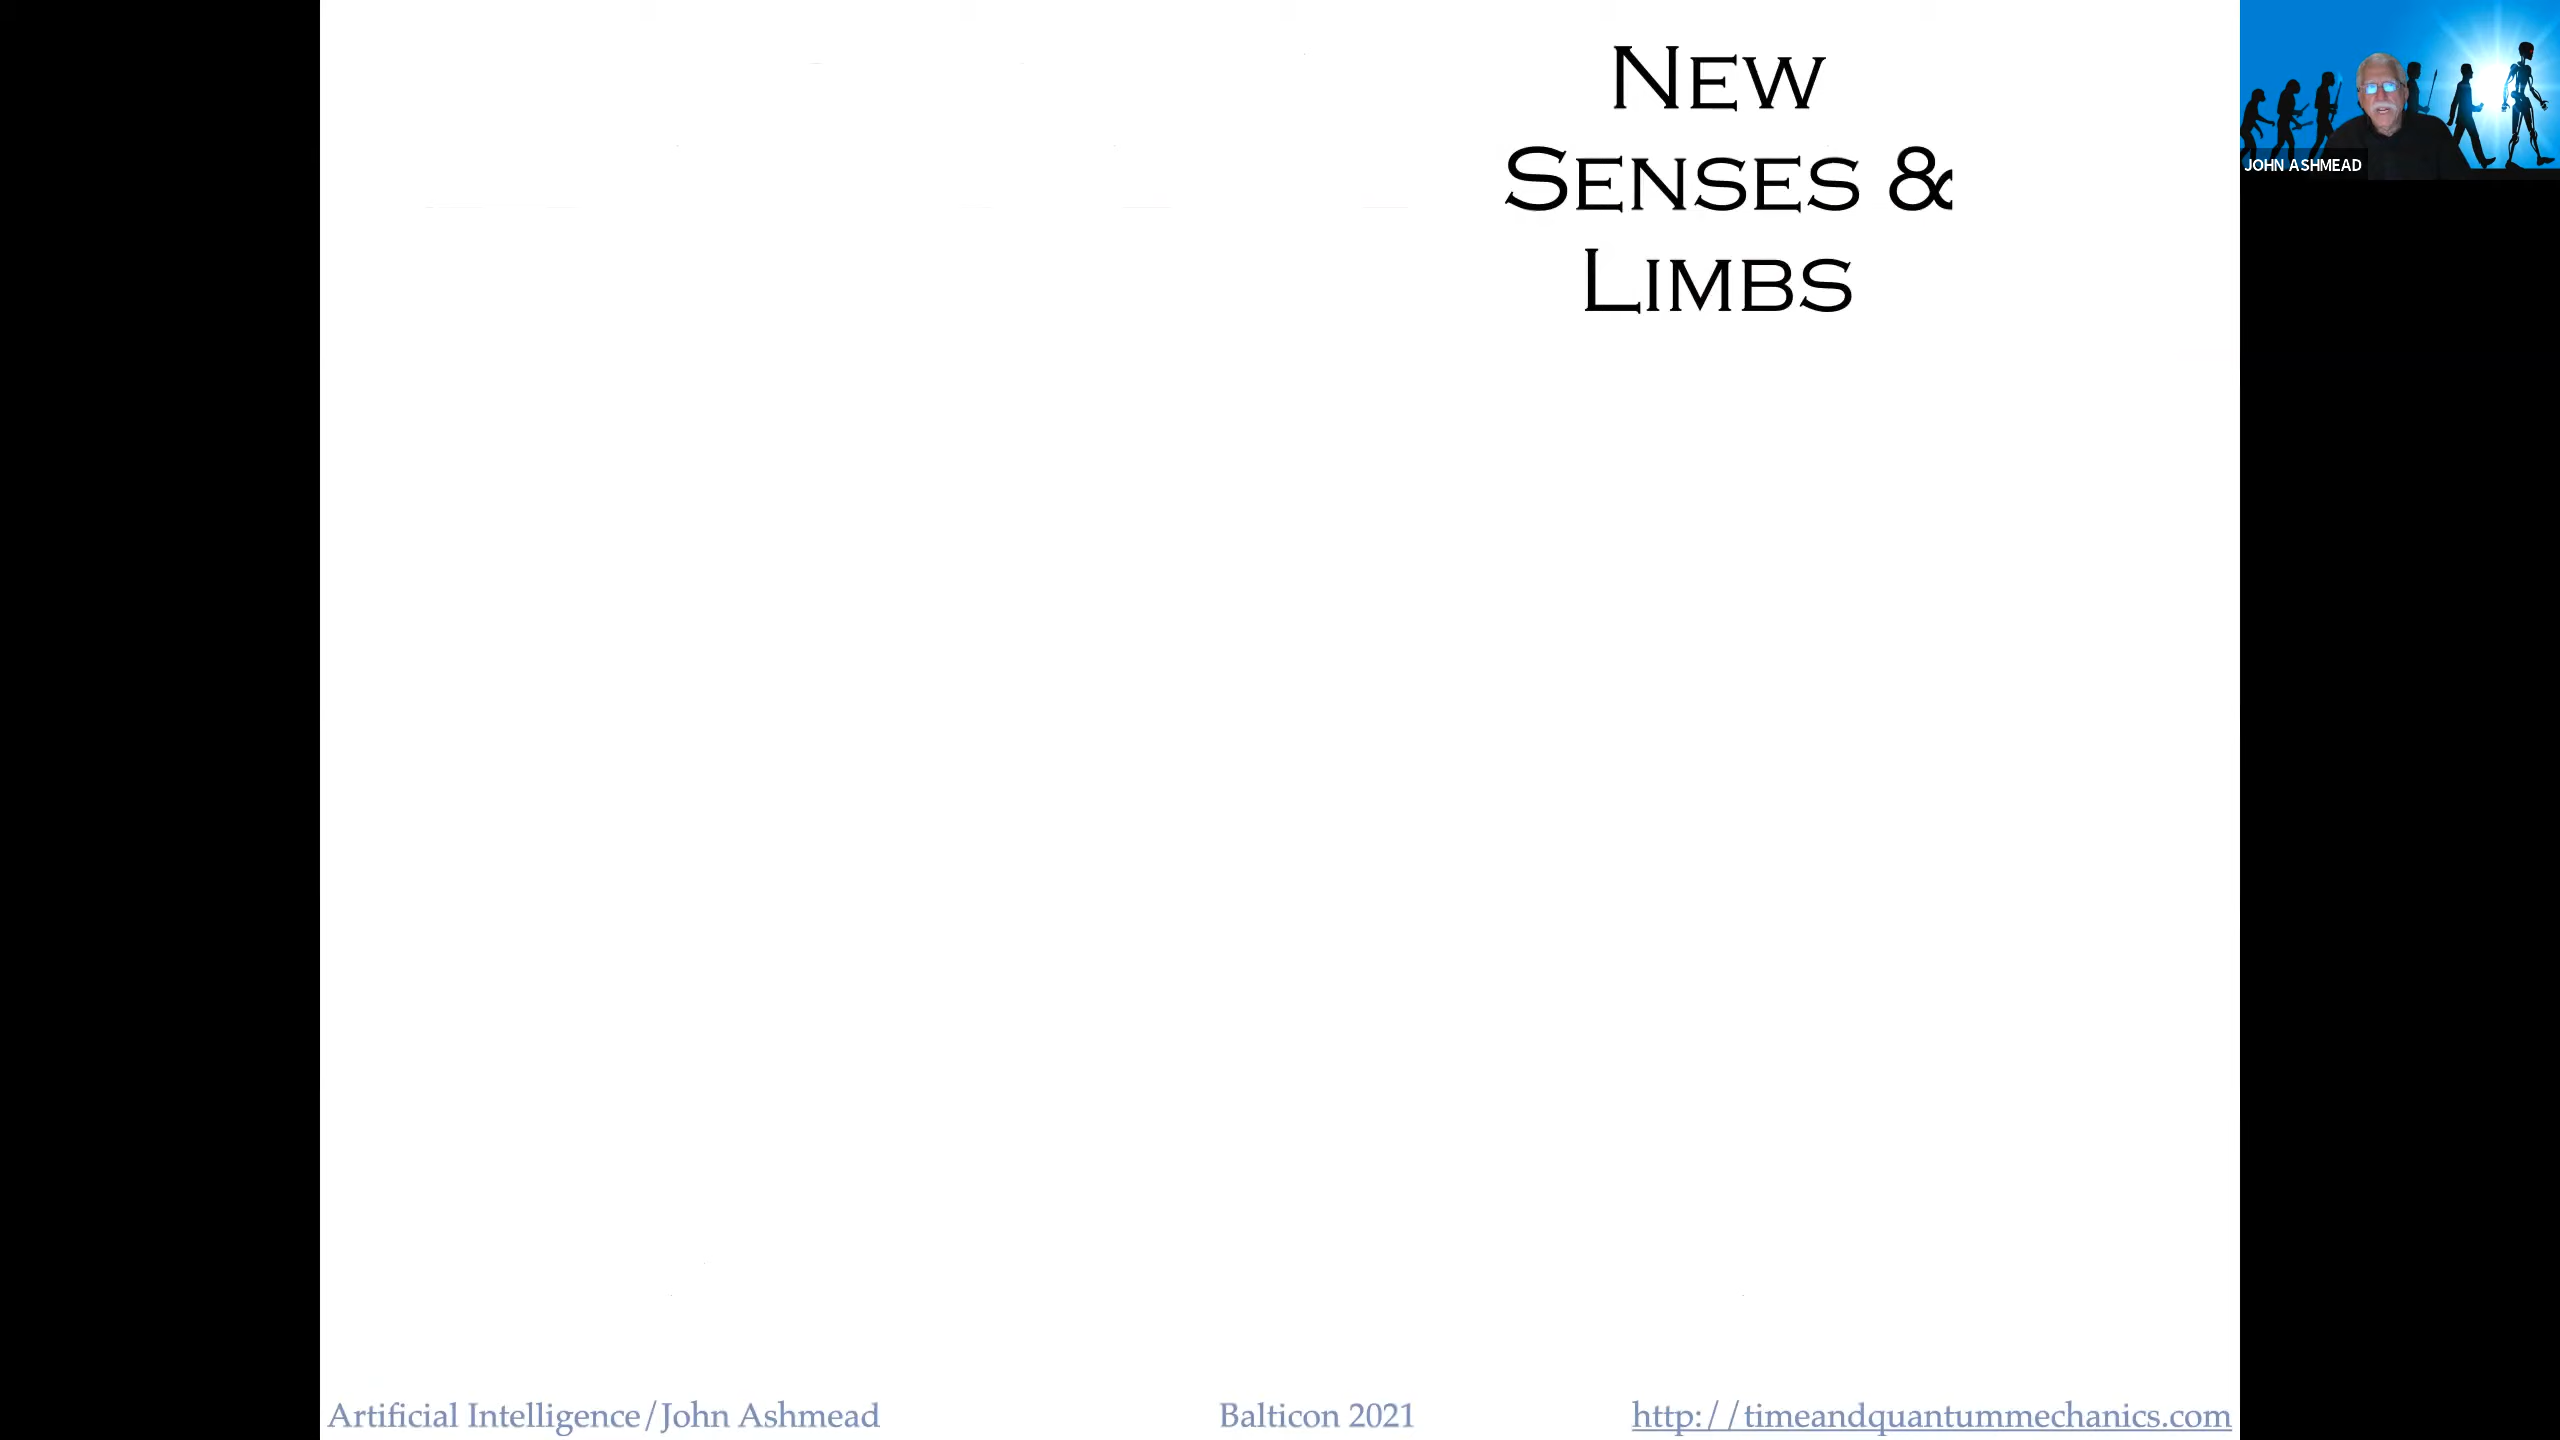 NEW
SENSES &
LIMBS
JOHN ASHMEAD
Artificial Intelligence/John Ashmead
Balticon 2021
http://timeandquantummechanics.com